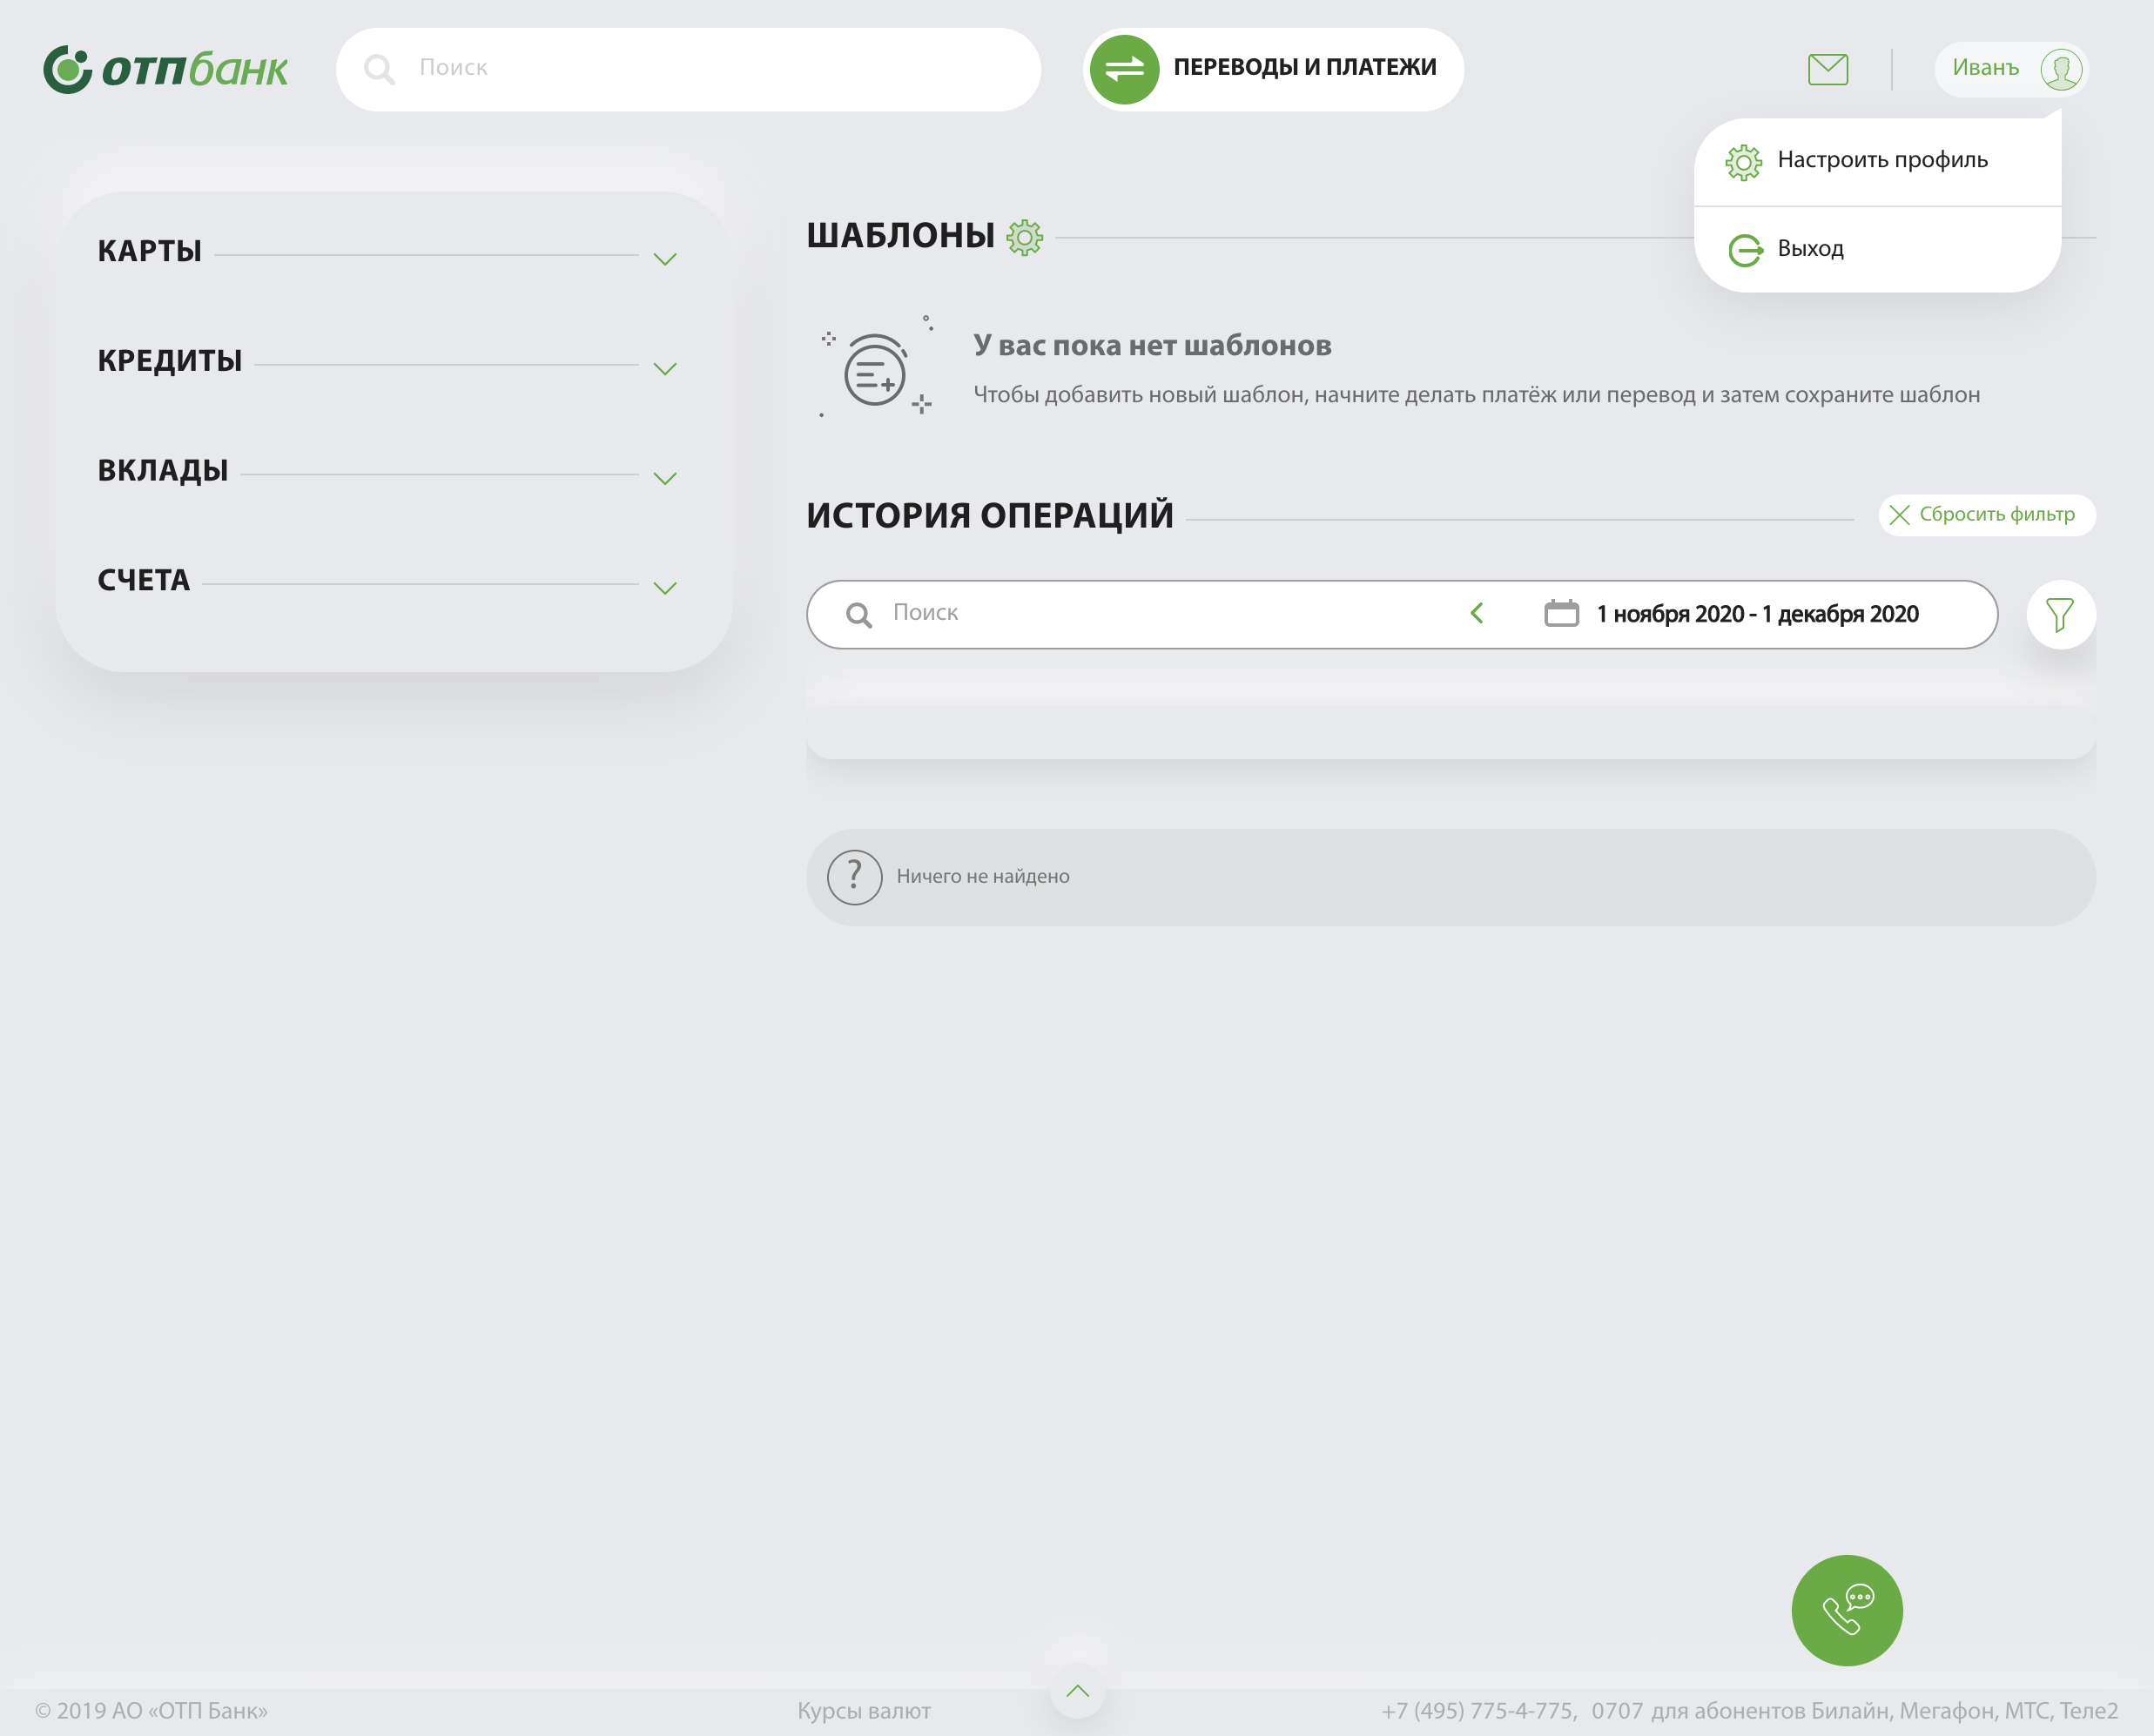 отпбанк
Поиск
ПЕРЕВОДЫ И ПЛАТЕЖИ
Иванъ
Настроить профиль
Выход
КАРТЫ
КРЕДИТЫ
ВКЛАДЫ
СЧЕТА
ШАБЛОНЫ
У вас пока нет шаблонов
Чтобы добавить новый шаблон, начните делать платёж или перевод и затем сохраните шаблон
ИСТОРИЯ ОПЕРАЦИЙ
Сбросить фильтр
Поиск
1 ноября 2020 - 1 декабря 2020
? Ничего не найдено
© 2019 АО «ОТП Банк»
Курсы валют
+7 (495) 775-4-775, 0707 для абонентов Билайн, Мегафон, МТС, Теле2